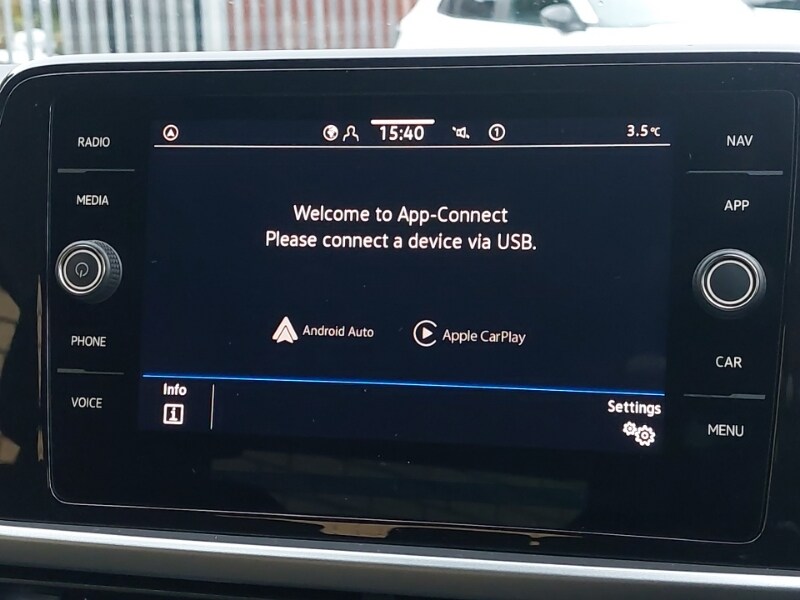 RADIO
MEDIA
PHONE
VOICE
15:40
1
3.5°C
Welcome to App-Connect
Please connect a device via USB.
Android Auto
Apple CarPlay
Info
i
Settings
NAV
APP
CAR
MENU